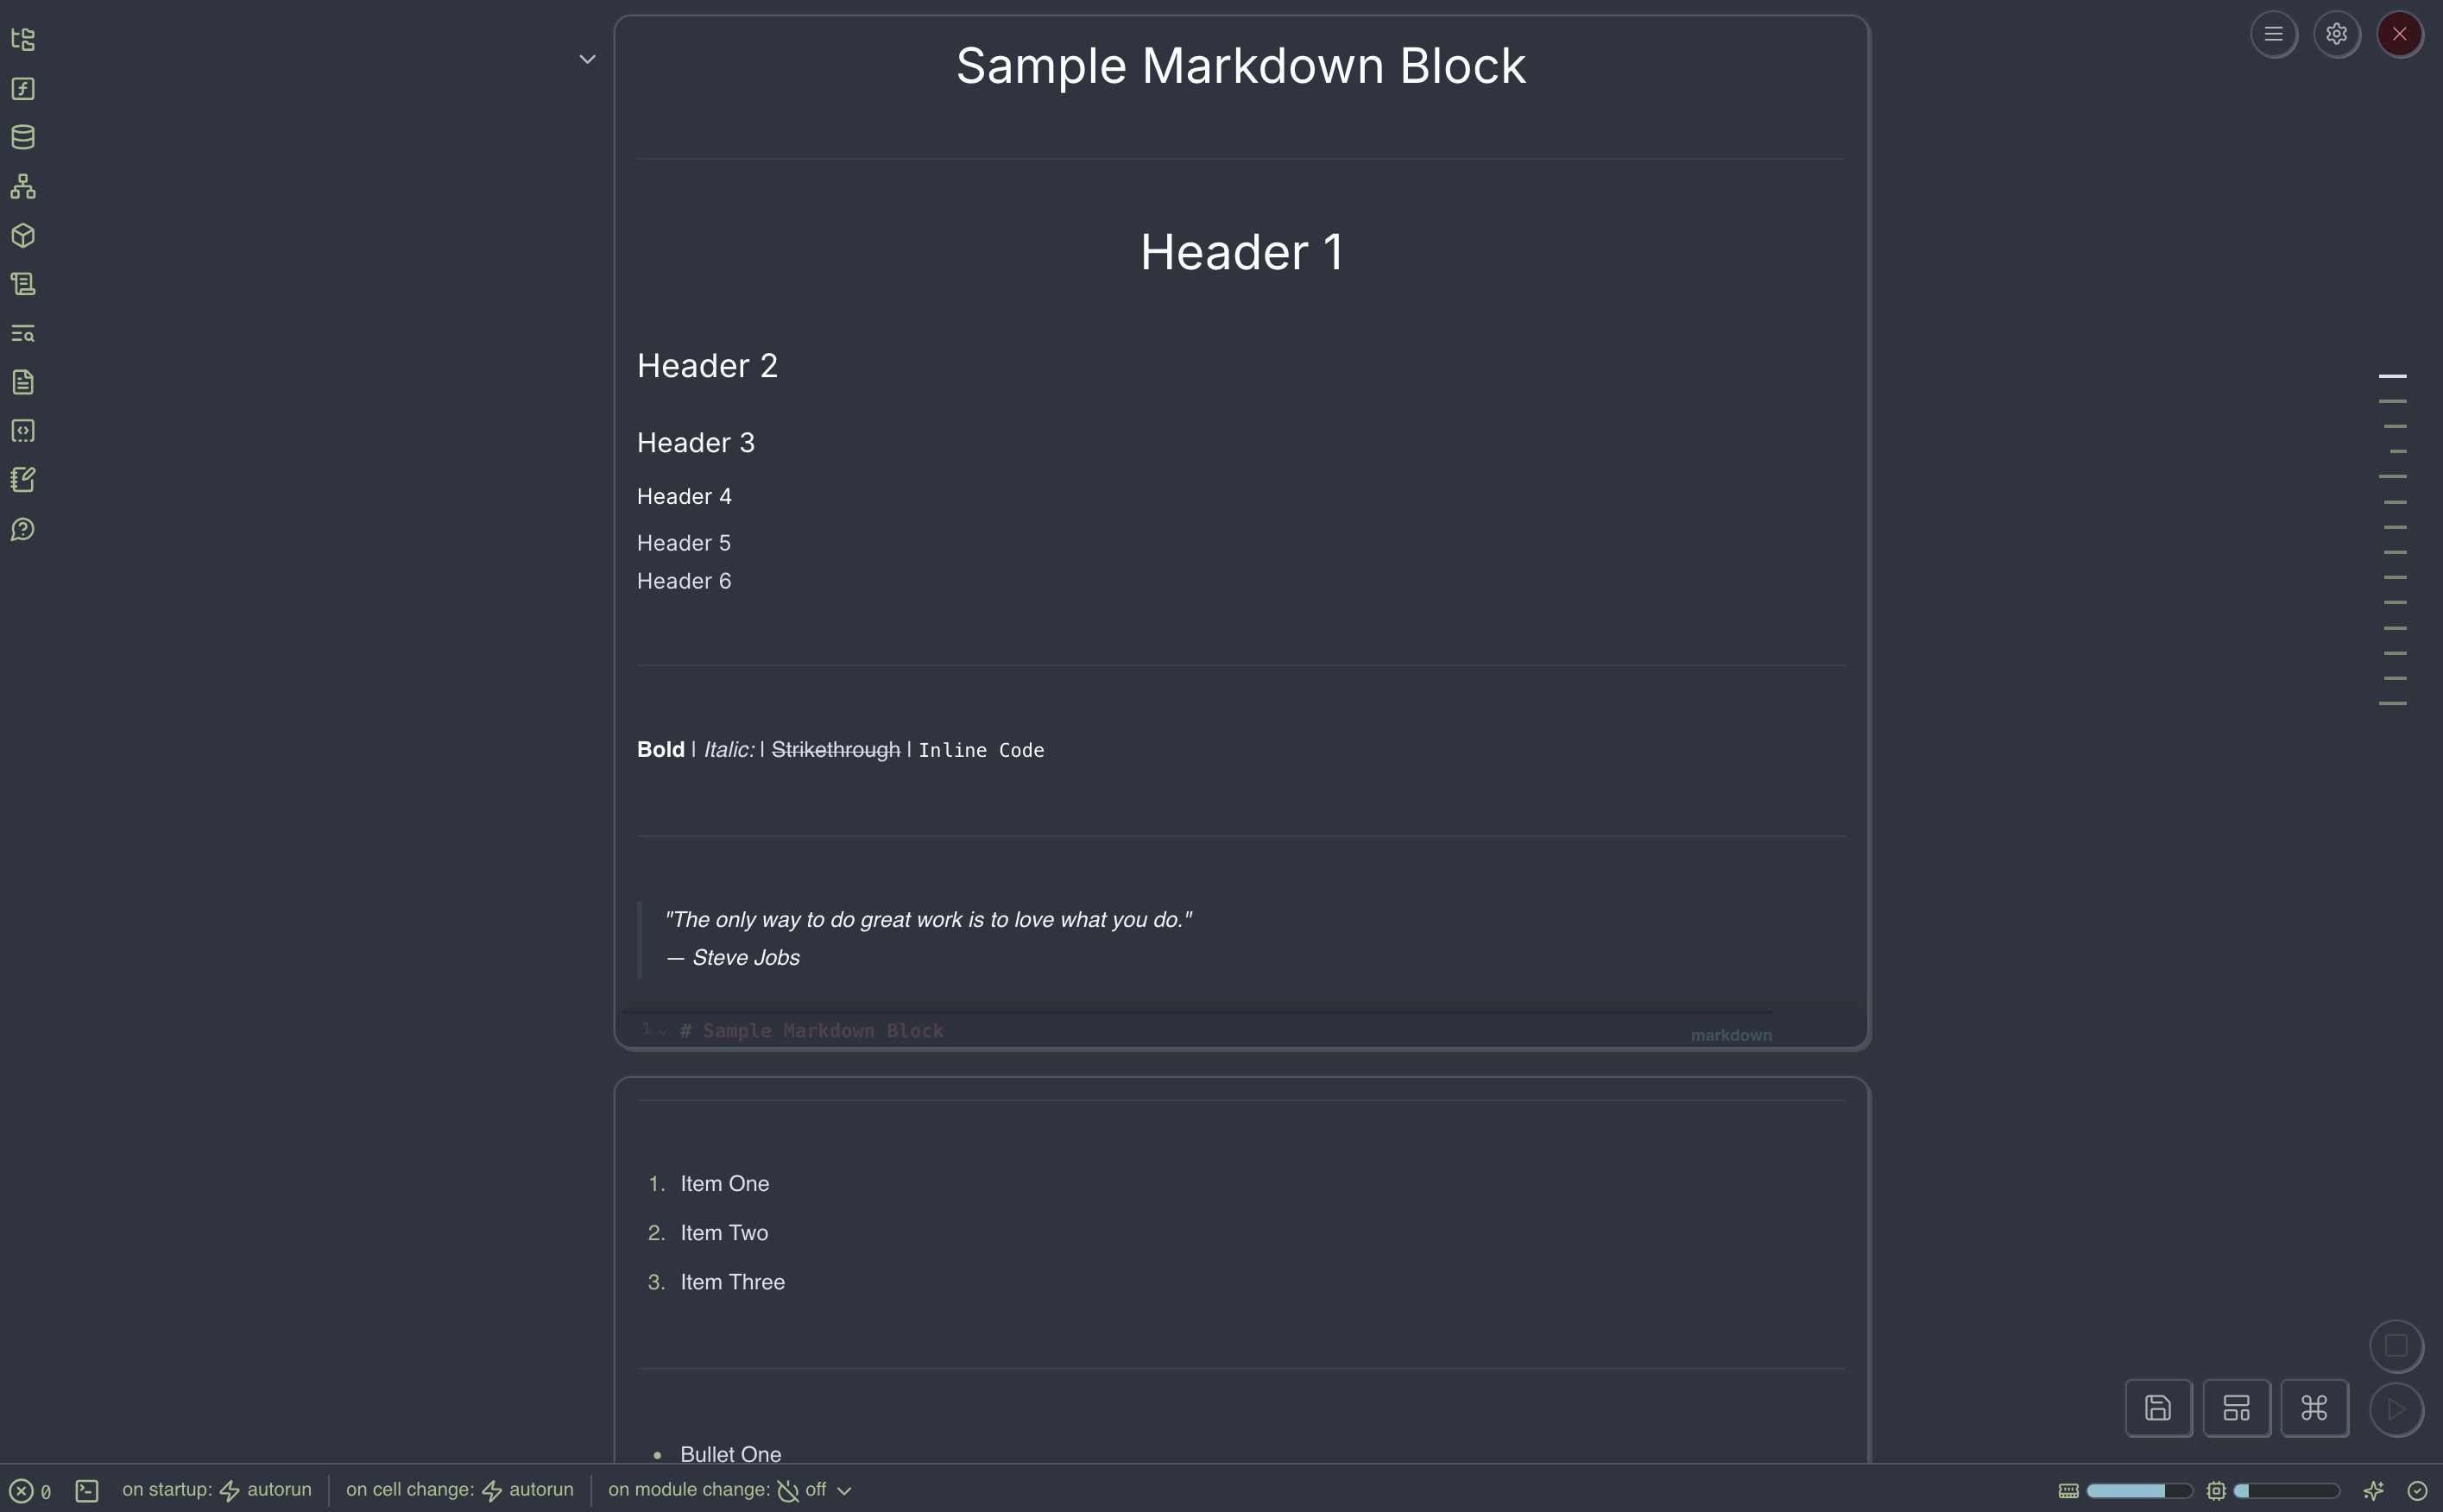 Sample Markdown Block
Header 1
Header 2
Header 3
Header 4
Header 5
Header 6
Bold | Italic: | Strikethrough | Inline Code
"The only way to do great work is to love what you do."
— Steve Jobs
1 # Sample Markdown Block
markdown
1. Item One
2. Item Two
3. Item Three
• Bullet One
0 on startup: autorun on cell change: autorun on module change: off